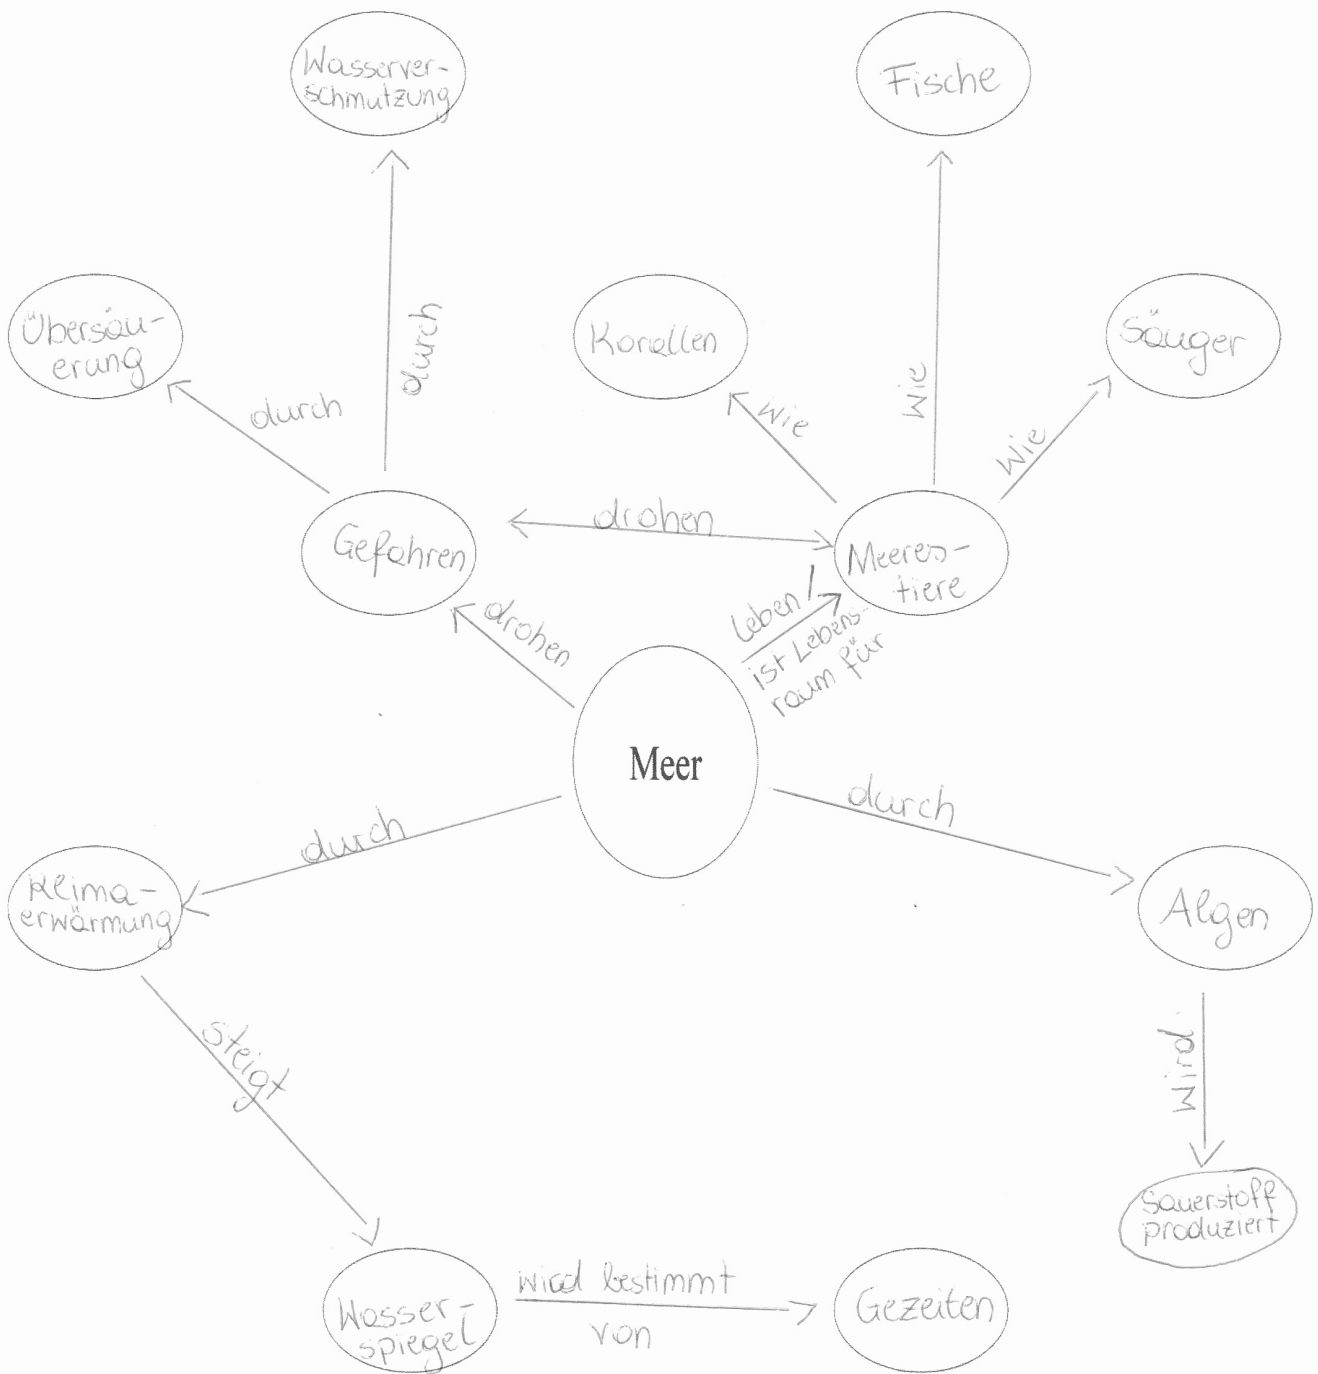 Wasserver-
schmutzung
Fische
Übersäu-
erung
durch
durch
Korallen
Wie
Wie
Säuger
Wie
Gefahren
drohen
Meeres-
tiere
drohen
Leben/
ist Lebens-
raum für
Meer
durch
durch
Klima-
erwärmung
Algen
steigt
Wird
Sauerstoff
produziert
Wasser-
spiegel
wird bestimmt
von
Gezeiten